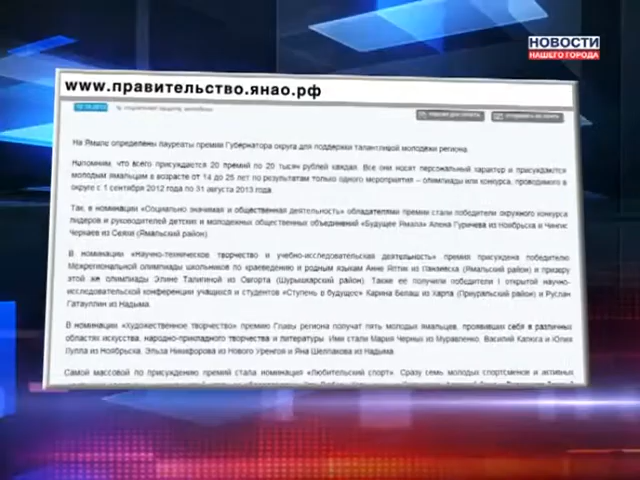 НОВОСТИ
НАШЕГО ГОРОДА
www.правительство.янао.рф
На Ямале определены лауреаты премии Губернатора округа для поддержки талантливой молодежи региона.
Напомним, что всего присуждается 20 премий по 20 тысяч рублей каждая. Все они носят персональный характер и присуждаются
молодым ямальцам в возрасте от 14 до 25 лет по результатам только одного мероприятия – олимпиады или конкурса, проводимого в
округе с 1 сентября 2012 года по 31 августа 2013 года.
Так, в номинации «Социально значимая и общественная деятельность» обладателями премии стали победители окружного конкурса
лидеров и руководителей детских и молодежных общественных объединений «Будущее Ямала» Алена Гуричева из Ноябрьска и Чингис
Черкаев из Сеяхи (Ямальский район).
В номинации «Научно-техническое творчество и учебно-исследовательская деятельность» премия присуждена победителю
Межрегиональной олимпиады школьников по краеведению и родным языкам Анне Яптик из Панаевска (Ямальский район) и призеру
этой же олимпиады Элине Талигиной из Овгорта (Шурышкарский район). Также ее получили победители I открытой научно-
исследовательской конференции учащихся и студентов «Ступень в будущее» Карина Белаш из Харпа (Приуральский район) и Руслан
Гатауллин из Надыма.
В номинации «Художественное творчество» премию Главы региона получат пять молодых ямальцев, проявивших себя в различных
областях искусства, народно-прикладного творчества и литературы. Ими стали Мария Черных из Муравленко, Василий Калюга и Юлия
Лулла из Ноябрьска, Эльза Никифорова из Нового Уренгоя и Яна Шеллакова из Надыма.
Самой массовой по присуждению премий стала номинация «Любительский спорт». Сразу семь молодых спортсменов и активных